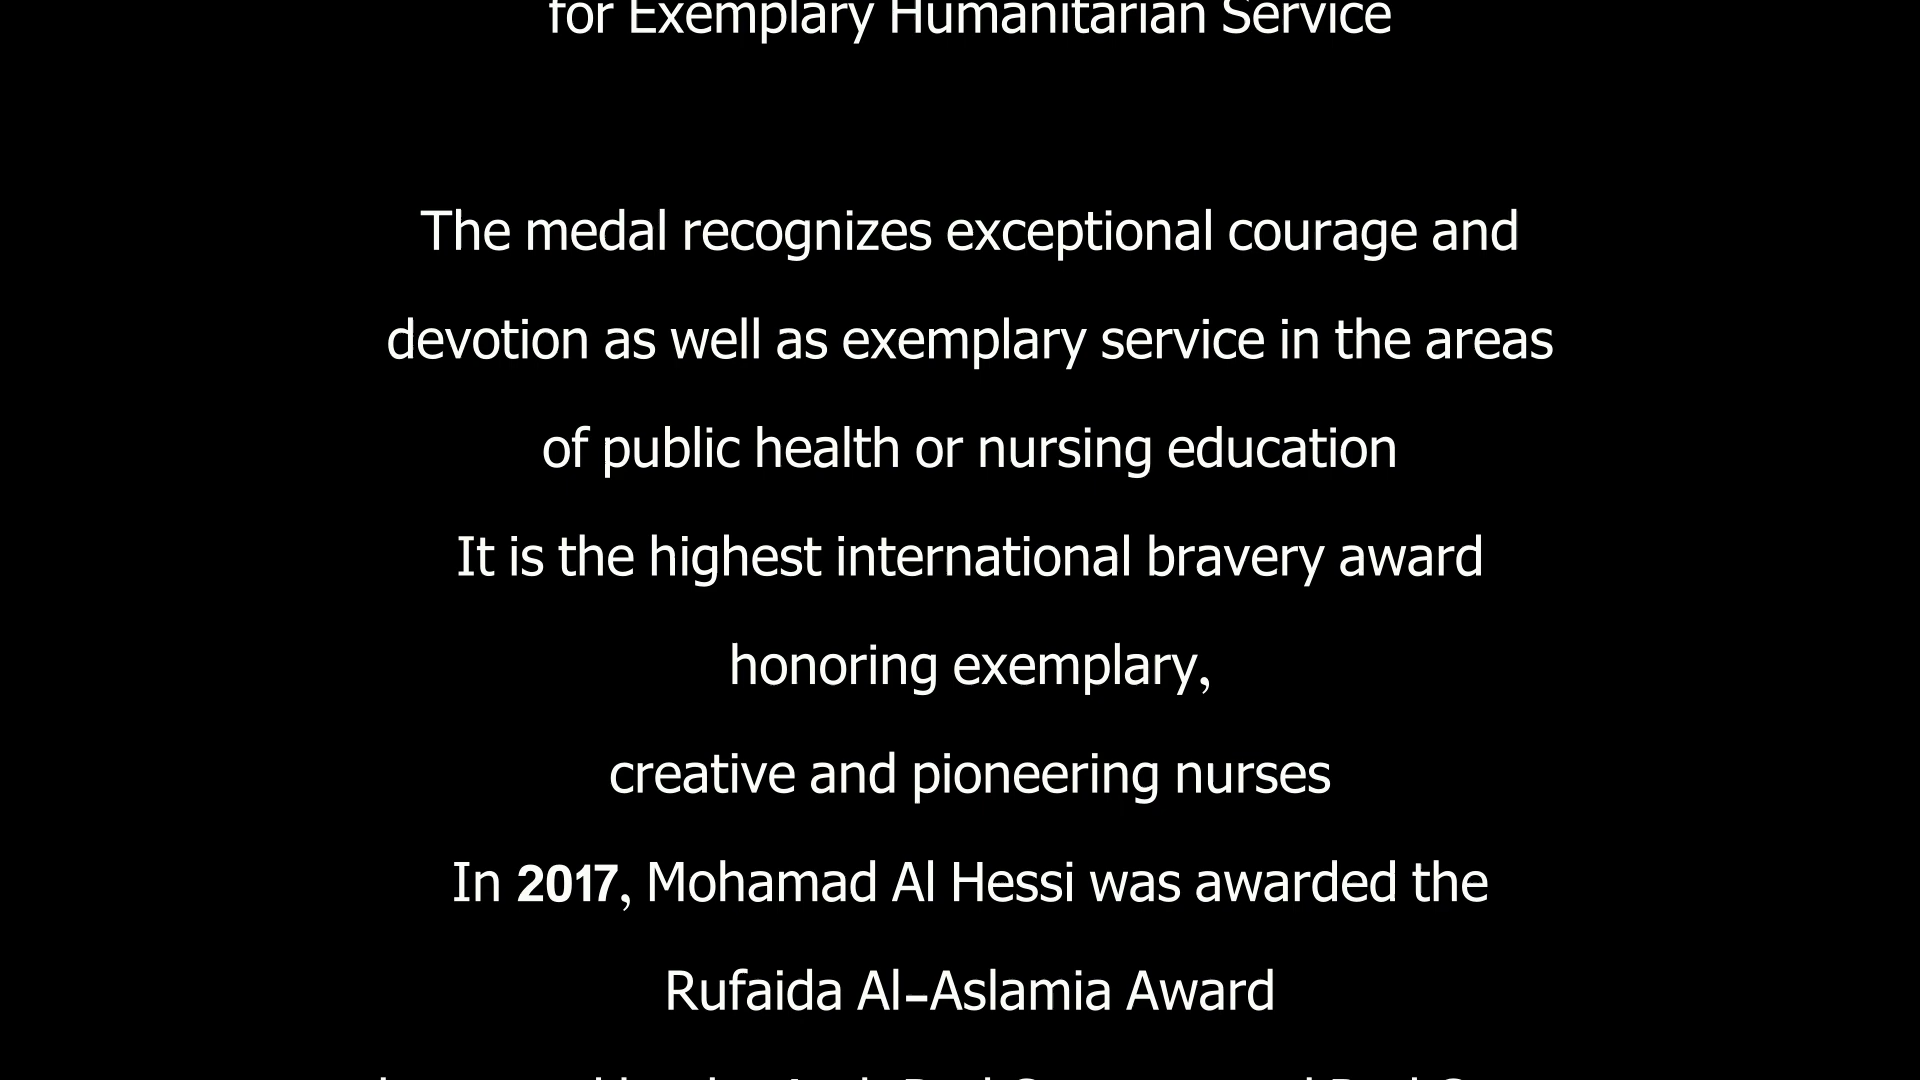 for Exemplary Humanitarian Service
The medal recognizes exceptional courage and
devotion as well as exemplary service in the areas
of public health or nursing education
It is the highest international bravery award
honoring exemplary,
creative and pioneering nurses
In 2017, Mohamad Al Hessi was awarded the
Rufaida Al-Aslamia Award